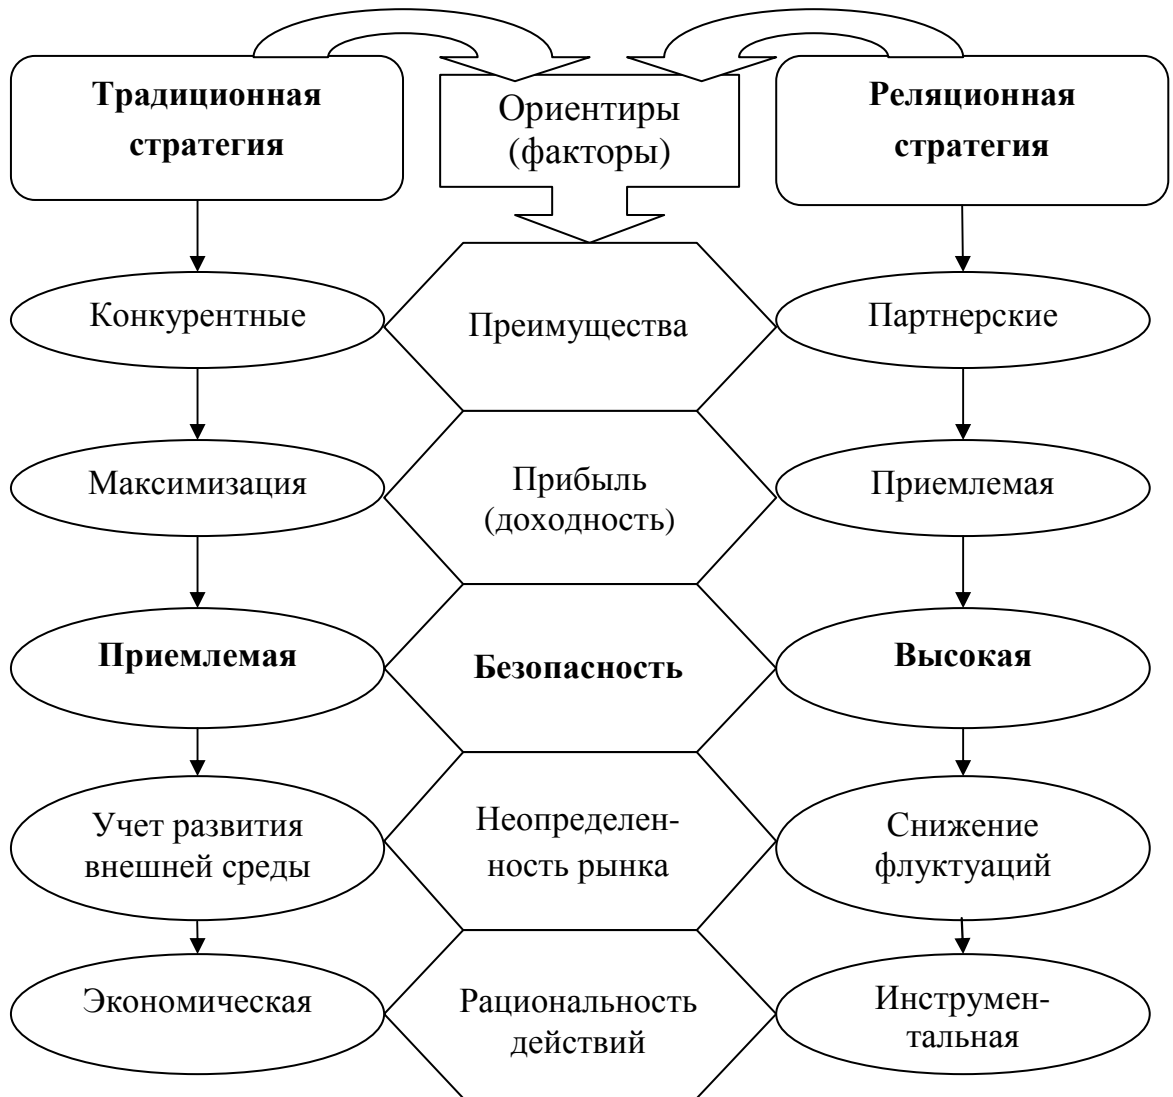 Традиционная
стратегия
Ориентиры
(факторы)
Реляционная
стратегия
Конкурентные
Преимущества
Партнерские
Максимизация
Прибыль
(доходность)
Приемлемая
Приемлемая
Безопасность
Высокая
Учет развития
внешней среды
Неопределен-
ность рынка
Снижение
флуктуаций
Экономическая
Рациональность
действий
Инструмен-
тальная